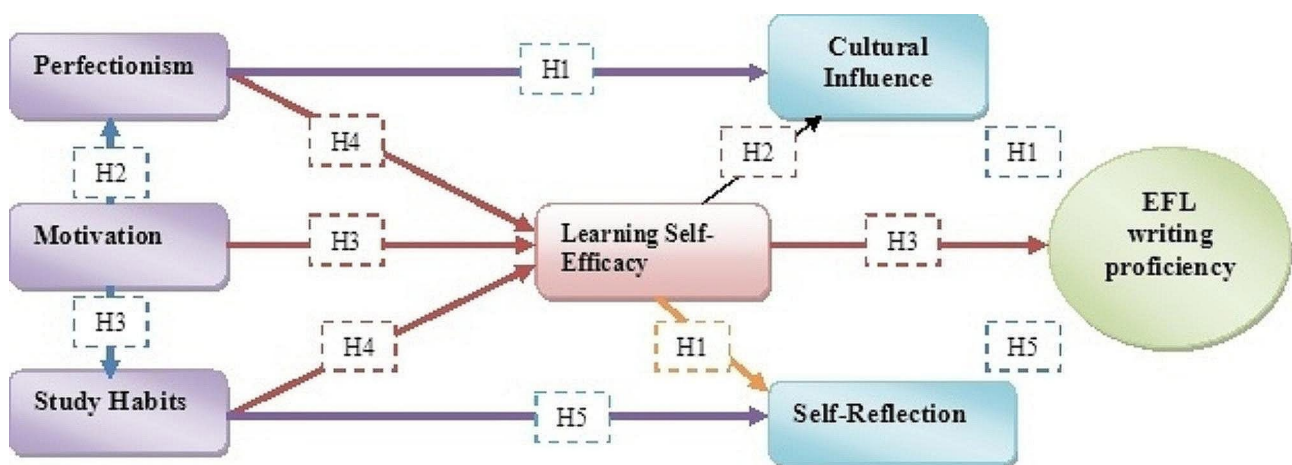 Perfectionism
H1
Cultural
Influence
H4
H2
H1
H2
Motivation
H3
Learning Self-
Efficacy
H3
EFL
writing
proficiency
H3
H4
H1
H5
Study Habits
H5
Self-Reflection